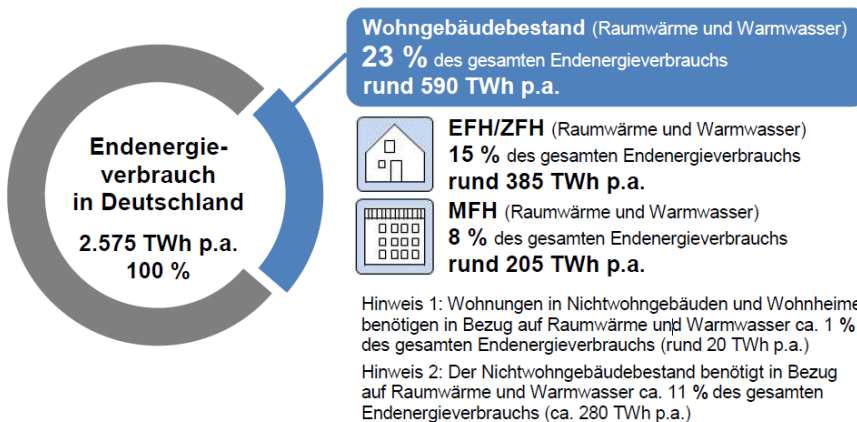 Endenergie-
verbrauch
in Deutschland
2.575 TWh p.a.
100 %
Wohngebäudebestand (Raumwärme und Warmwasser)
23 % des gesamten Endenergieverbrauchs
rund 590 TWh p.a.
EFH/ZFH (Raumwärme und Warmwasser)
15 % des gesamten Endenergieverbrauchs
rund 385 TWh p.a.
MFH (Raumwärme und Warmwasser)
8 % des gesamten Endenergieverbrauchs
rund 205 TWh p.a.
Hinweis 1: Wohnungen in Nichtwohngebäuden und Wohnheime
benötigen in Bezug auf Raumwärme und Warmwasser ca. 1 %
des gesamten Endenergieverbrauchs (rund 20 TWh p.a.)
Hinweis 2: Der Nichtwohngebäudebestand benötigt in Bezug
auf Raumwärme und Warmwasser ca. 11 % des gesamten
Endenergieverbrauchs (ca. 280 TWh p.a.)